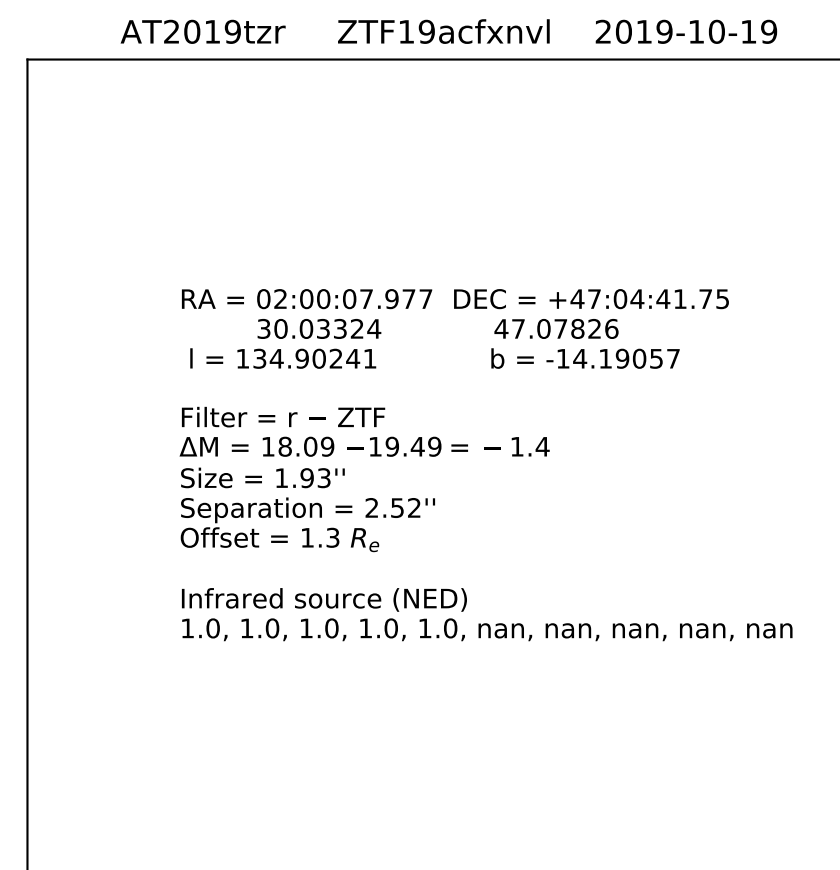 AT2019tzr ZTF19acfxnvl 2019-10-19
RA = 02:00:07.977 DEC = +47:04:41.75
30.03324 47.07826
l = 134.90241 b = -14.19057
Filter = r − ZTF
ΔM = 18.09 −19.49 = − 1.4
Size = 1.93''
Separation = 2.52''
Offset = 1.3 Re
Infrared source (NED)
1.0, 1.0, 1.0, 1.0, 1.0, nan, nan, nan, nan, nan